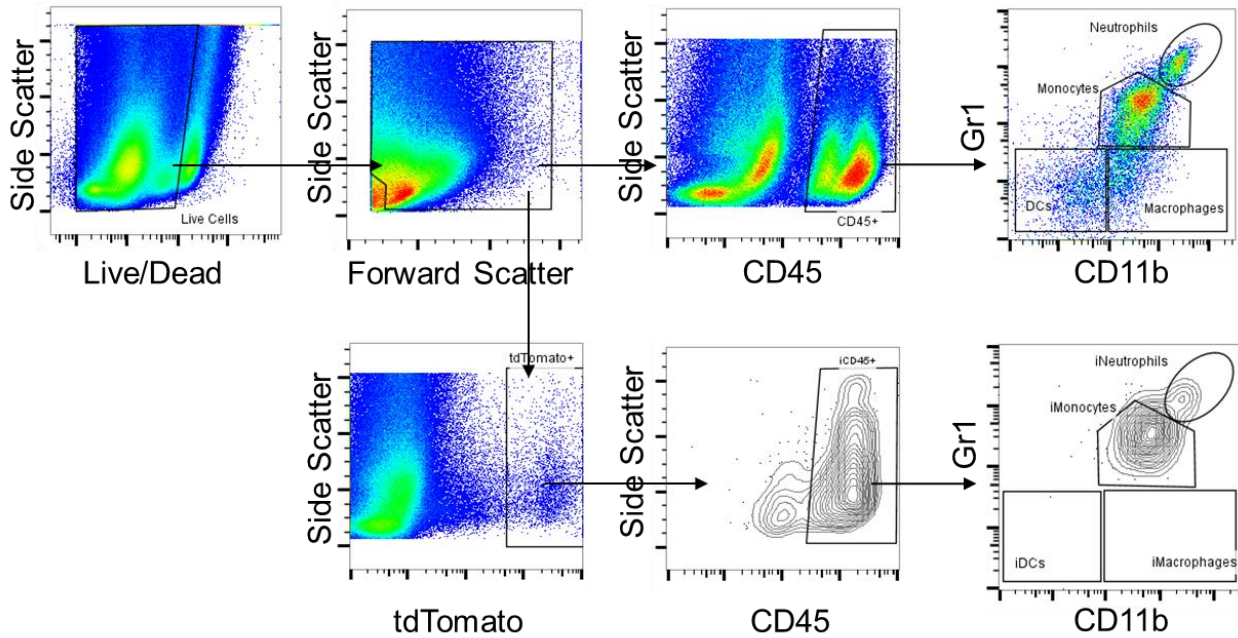 Side Scatter
Live Cells
Live/Dead
Side Scatter
Forward Scatter
Side Scatter
CD45+
CD45
Gr1
Neutrophils
Monocytes
DCs
Macrophages
CD11b
Side Scatter
tdTomato+
tdTomato
Side Scatter
iCD45+
CD45
Gr1
iNeutrophils
iMonocytes
iDCs
iMacrophages
CD11b